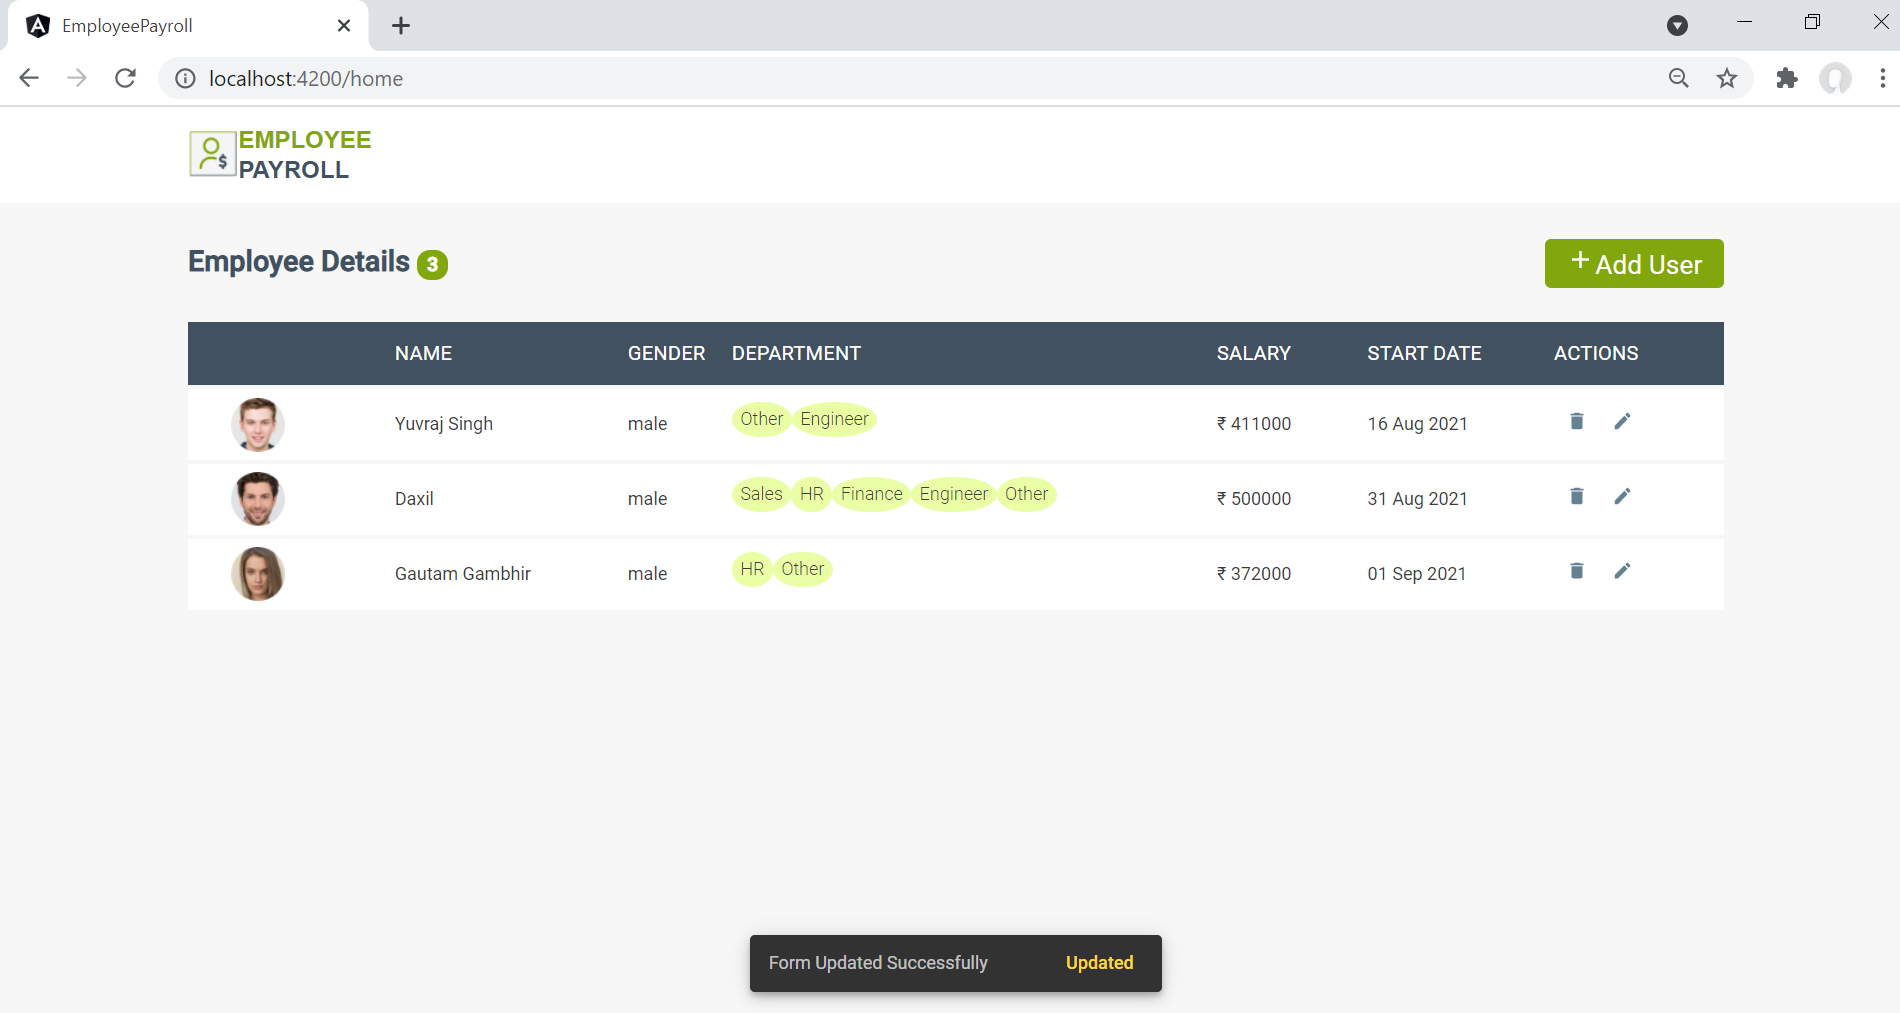 EmployeePayroll
localhost:4200/home
EMPLOYEE
PAYROLL
Employee Details 3
+ Add User
NAME GENDER DEPARTMENT SALARY START DATE ACTIONS
Yuvraj Singh male Other Engineer ₹ 411000 16 Aug 2021
Daxil male Sales HR Finance Engineer Other ₹ 500000 31 Aug 2021
Gautam Gambhir male HR Other ₹ 372000 01 Sep 2021
Form Updated Successfully Updated